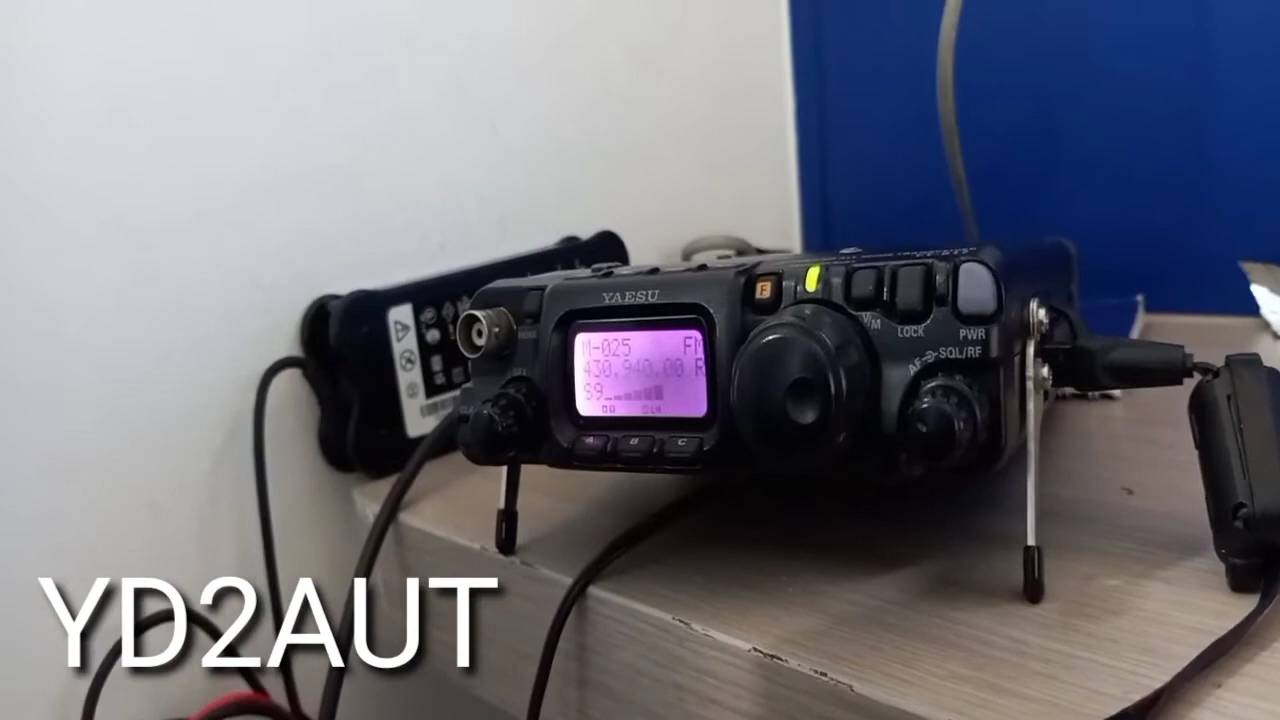 YAESU
F
V/M
LOCK
PWR
AF-SQL/RF
M-025 FM
430.940.00 R
S9
A B C
YD2AUT